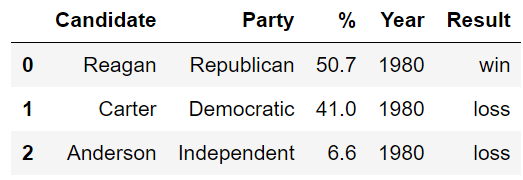 Candidate Party % Year Result
0 Reagan Republican 50.7 1980 win
1 Carter Democratic 41.0 1980 loss
2 Anderson Independent 6.6 1980 loss